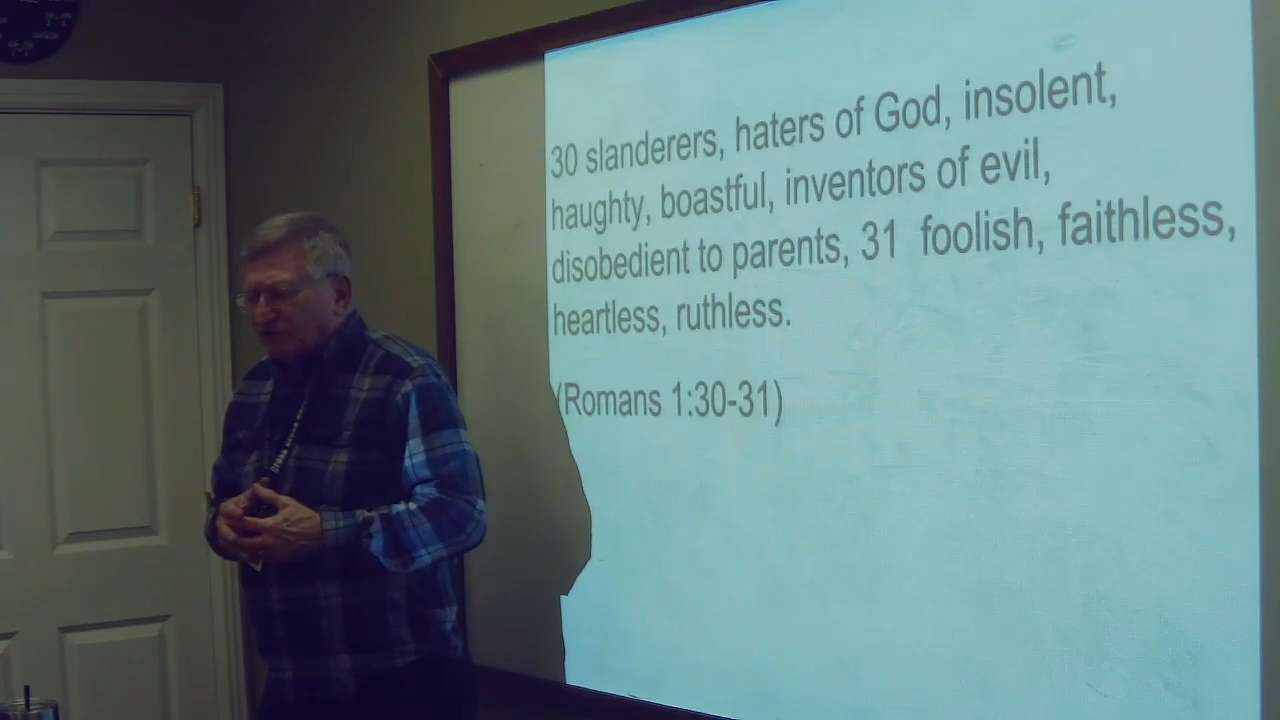 30 slanderers, haters of God, insolent,
haughty, boastful, inventors of evil,
disobedient to parents, 31 foolish, faithless,
heartless, ruthless.
(Romans 1:30-31)